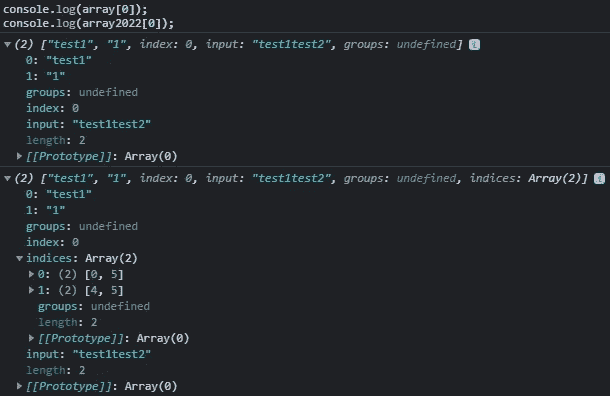 console.log(array[0]);
console.log(array2022[0]);
(2) ["test1", "1", index: 0, input: "test1test2", groups: undefined] i
0: "test1"
1: "1"
groups: undefined
index: 0
input: "test1test2"
length: 2
[[Prototype]]: Array(0)
(2) ["test1", "1", index: 0, input: "test1test2", groups: undefined, indices: Array(2)] i
0: "test1"
1: "1"
groups: undefined
index: 0
indices: Array(2)
0: (2) [0, 5]
1: (2) [4, 5]
groups: undefined
length: 2
[[Prototype]]: Array(0)
input: "test1test2"
length: 2
[[Prototype]]: Array(0)